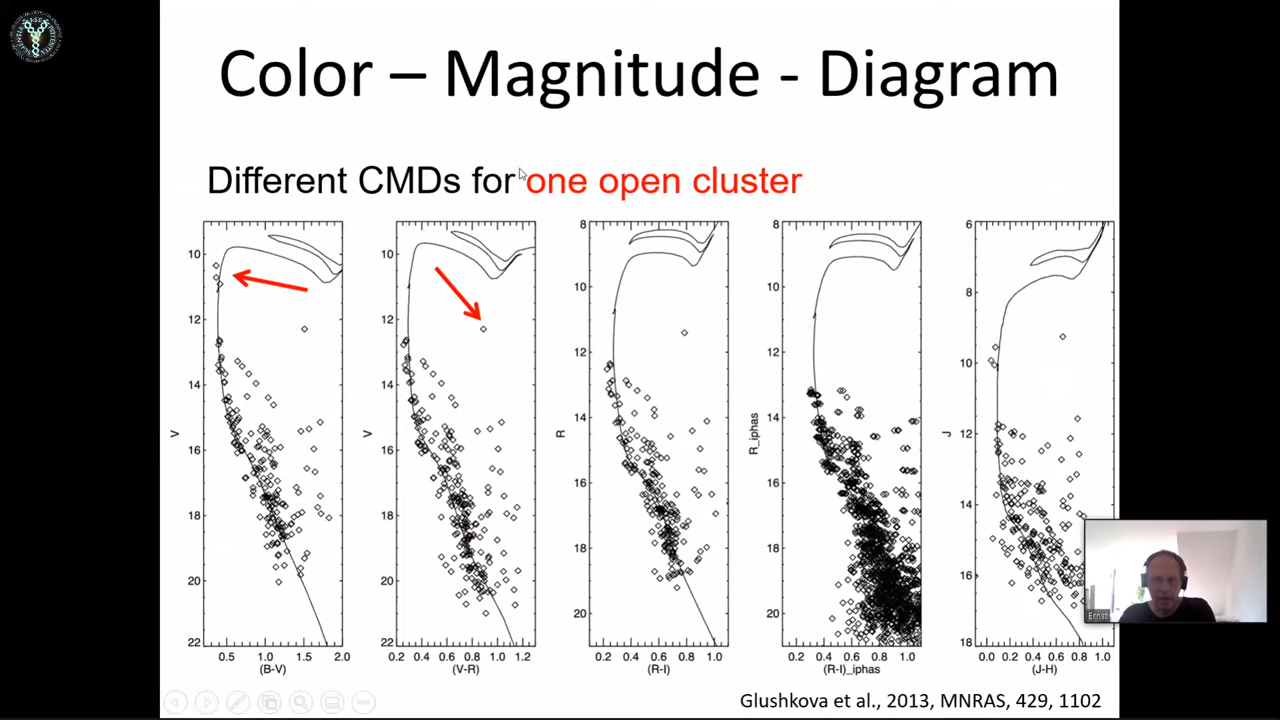 Color – Magnitude - Diagram
Different CMDs for one open cluster
10
12
14
16
18
20
22
V
0.5 1.0 1.5 2.0
(B-V)
10
12
14
16
18
20
22
V
0.2 0.4 0.6 0.8 1.0 1.2
(V-R)
8
10
12
14
16
18
20
R
0.2 0.4 0.6 0.8 1.0
(R-I)
8
10
12
14
16
18
20
R_iphas
0.2 0.4 0.6 0.8 1.0
(R-I)_iphas
6
8
10
12
14
16
18
J
0.0 0.2 0.4 0.6 0.8 1.0
(J-H)
Ernst
Glushkova et al., 2013, MNRAS, 429, 1102